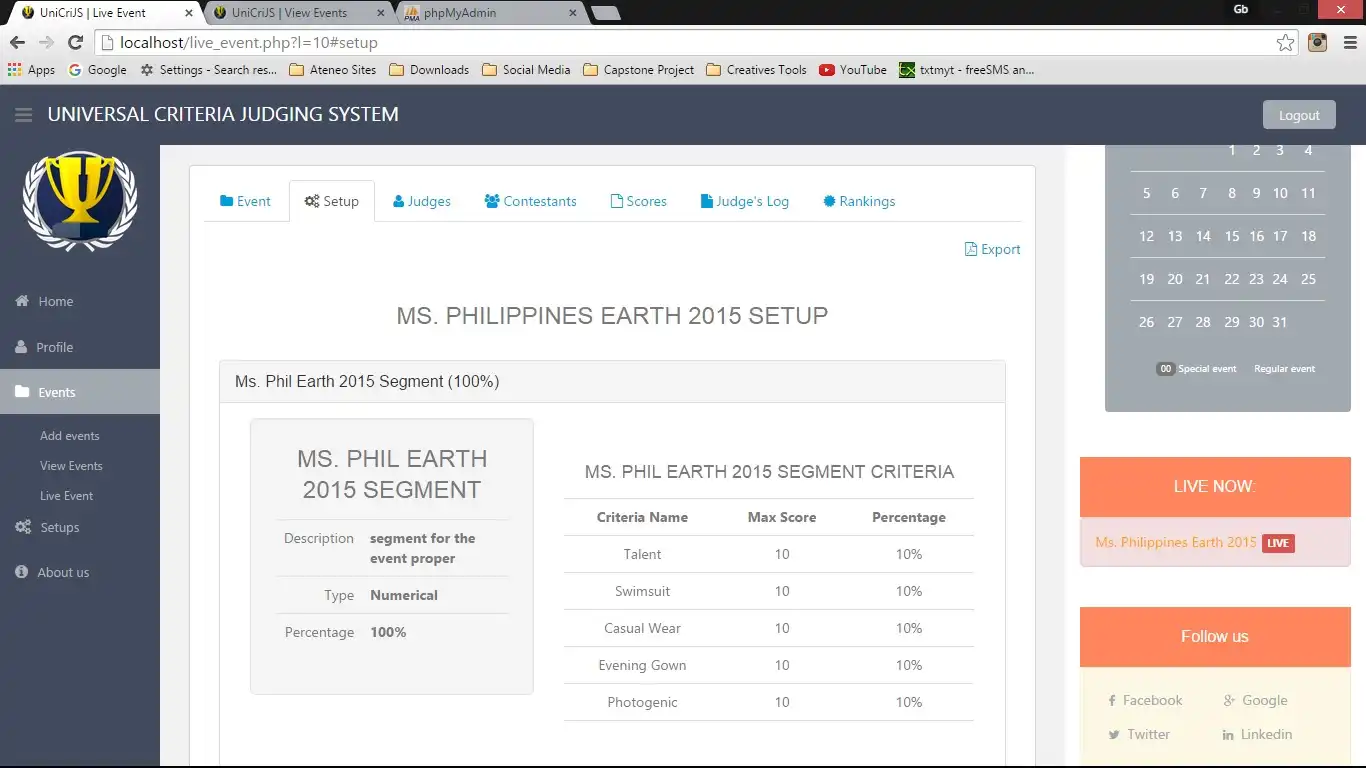 UniCriJS | Live Event
UniCriJS | View Events
PMA phpMyAdmin
Gb
localhost/live_event.php?l=10#setup
Apps Google Settings - Search res... Ateneo Sites Downloads Social Media Capstone Project Creatives Tools YouTube txtmyt - freeSMS an...
UNIVERSAL CRITERIA JUDGING SYSTEM
Logout
U
Home
Profile
Events
Add events
View Events
Live Event
Setups
About us
Event Setup Judges Contestants Scores Judge's Log Rankings
Export
MS. PHILIPPINES EARTH 2015 SETUP
Ms. Phil Earth 2015 Segment (100%)
MS. PHIL EARTH
2015 SEGMENT
Description segment for the
event proper
Type Numerical
Percentage 100%
MS. PHIL EARTH 2015 SEGMENT CRITERIA
Criteria Name Max Score Percentage
Talent 10 10%
Swimsuit 10 10%
Casual Wear 10 10%
Evening Gown 10 10%
Photogenic 10 10%
1 2 3 4
5 6 7 8 9 10 11
12 13 14 15 16 17 18
19 20 21 22 23 24 25
26 27 28 29 30 31
00 Special event Regular event
LIVE NOW:
Ms. Philippines Earth 2015 LIVE
Follow us
Facebook Google
Twitter Linkedin